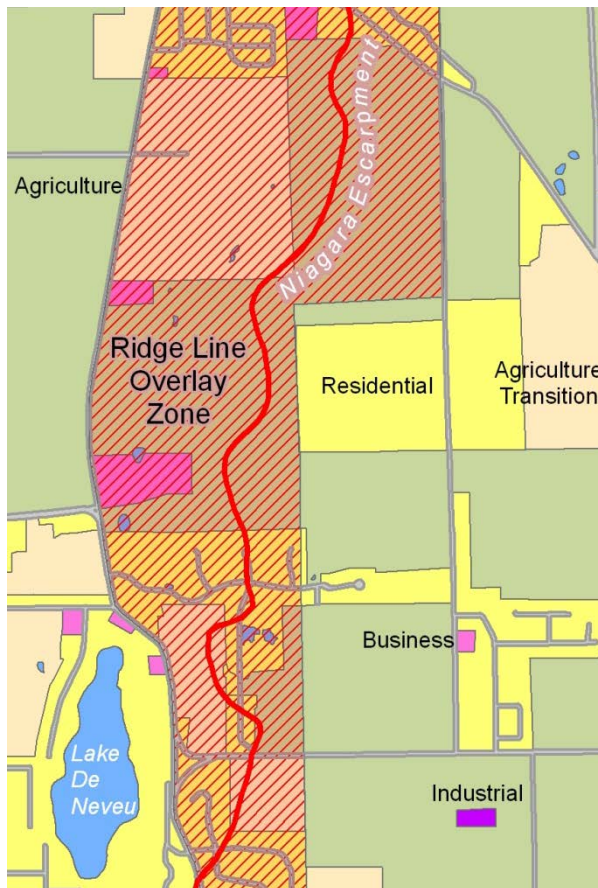 Niagara Escarpment
Agriculture
Ridge Line
Overlay
Zone
Residential
Agriculture
Transition
Business
Lake
De
Neveu
Industrial